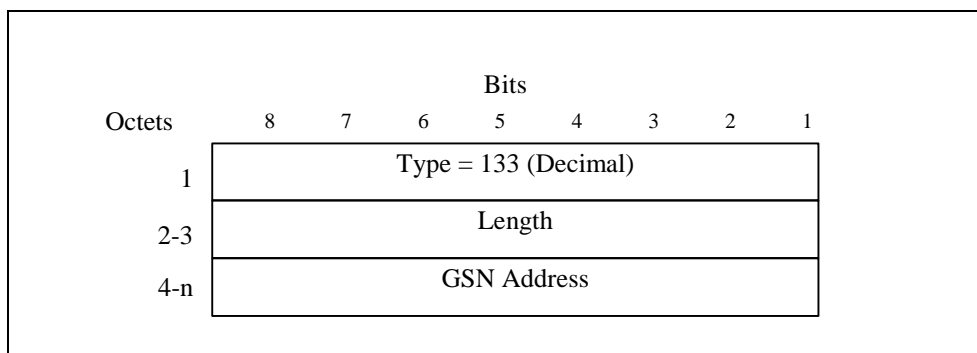 Bits
Octets 8 7 6 5 4 3 2 1
1 Type = 133 (Decimal)
2-3 Length
4-n GSN Address